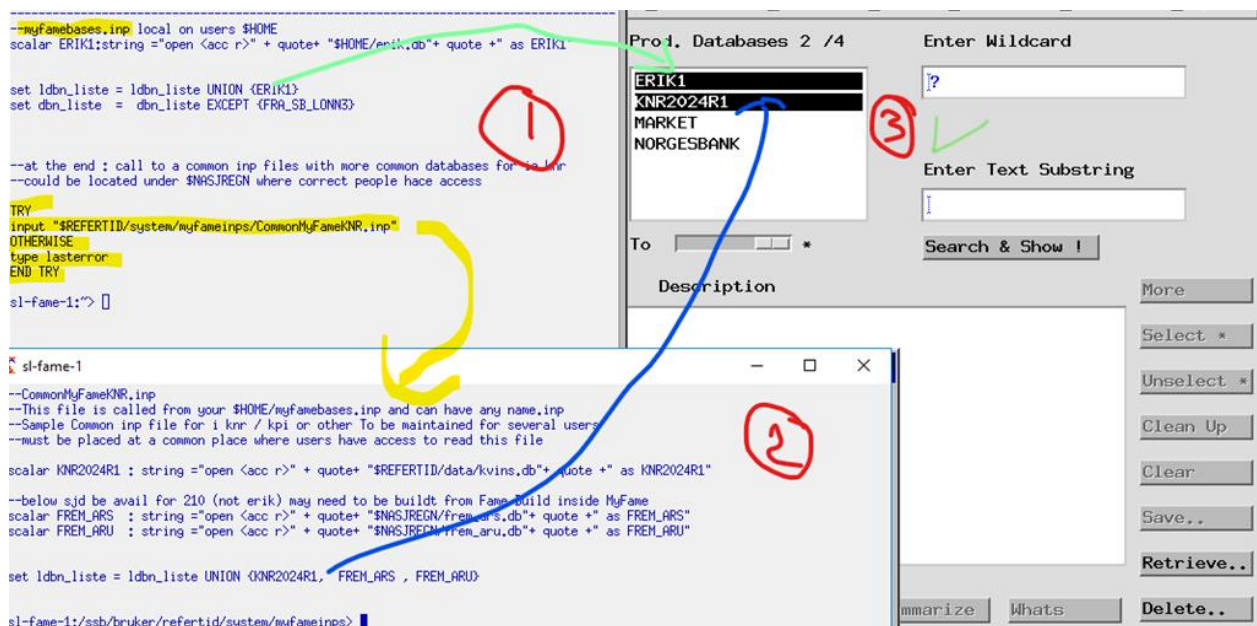 --myfamebases.inp local on users $HOME
scalar ERIK1:string ="open <acc r>" + quote+ "$HOME/erik.db"+ quote +" as ERIK1"
set ldbn_liste = ldbn_liste UNION {ERIK1}
set dbn_liste = dbn_liste EXCEPT {FRA_SB_LONN3}
1
--at the end : call to a common inp files with more common databases for ie knr
--could be located under $NASJREGN where correct people hace access
TRY
input "$REFERTID/system/myfameinps/CommonMyFameKNR.inp"
OTHERWISE
type lasterror
END TRY
sl-fame-1:~>
Prod. Databases 2 /4
ERIK1
KNR2024R1
MARKET
NORGESBANK
To *
Enter Wildcard
?
3
Enter Text Substring
Search & Show !
Description
More
Select *
Unselect *
Clean Up
Clear
Save..
Retrieve..
mmarize
Whats
Delete..
sl-fame-1
--CommonMyFameKNR.inp
--This file is called from your $HOME/myfamebases.inp and can have any name.inp
--Sample Common inp file for i knr / kpi or other To be maintained for several users
--must be placed at a common place where users have access to read this file
2
scalar KNR2024R1 : string ="open <acc r>" + quote+ "$REFERTID/data/kvins.db"+ quote +" as KNR2024R1"
--below sjd be avail for 210 (not erik) may need to be buildt from Fame Build inside MyFame
scalar FREM_ARS : string ="open <acc r>" + quote+ "$NASJREGN/frem_ars.db"+ quote +" as FREM_ARS"
scalar FREM_ARU : string ="open <acc r>" + quote+ "$NASJREGN/frem_aru.db"+ quote +" as FREM_ARU"
set ldbn_liste = ldbn_liste UNION {KNR2024R1, FREM_ARS , FREM_ARU}
sl-fame-1:/ssb/bruker/refertid/system/myfameinps>